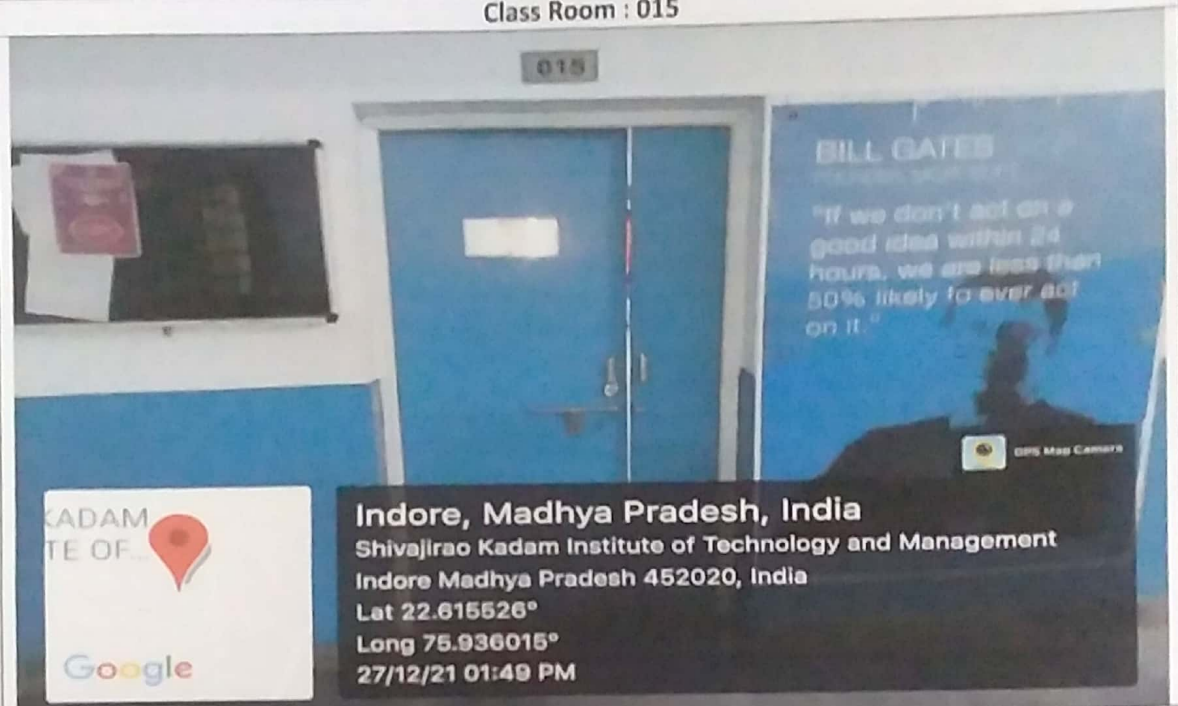 Class Room : 015
015
BILL GATES
"If we don't act on a
good idea within 24
hours, we are less than
50% likely to ever act
on it."
GPS Map Camera
KADAM
TE OF...
Google
Indore, Madhya Pradesh, India
Shivajirao Kadam Institute of Technology and Management
Indore Madhya Pradesh 452020, India
Lat 22.615526°
Long 75.936015°
27/12/21 01:49 PM